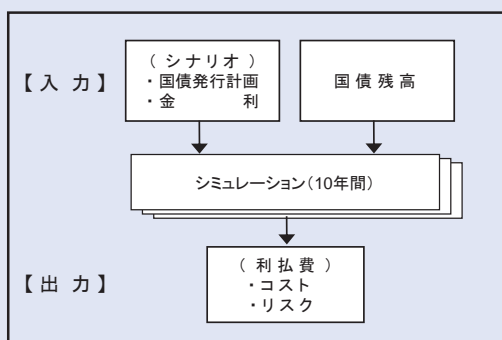 【入力】
(シナリオ)
・国債発行計画
・金　　　利
国債残高
シミュレーション(10年間)
【出力】
(利払費)
・コスト
・リスク